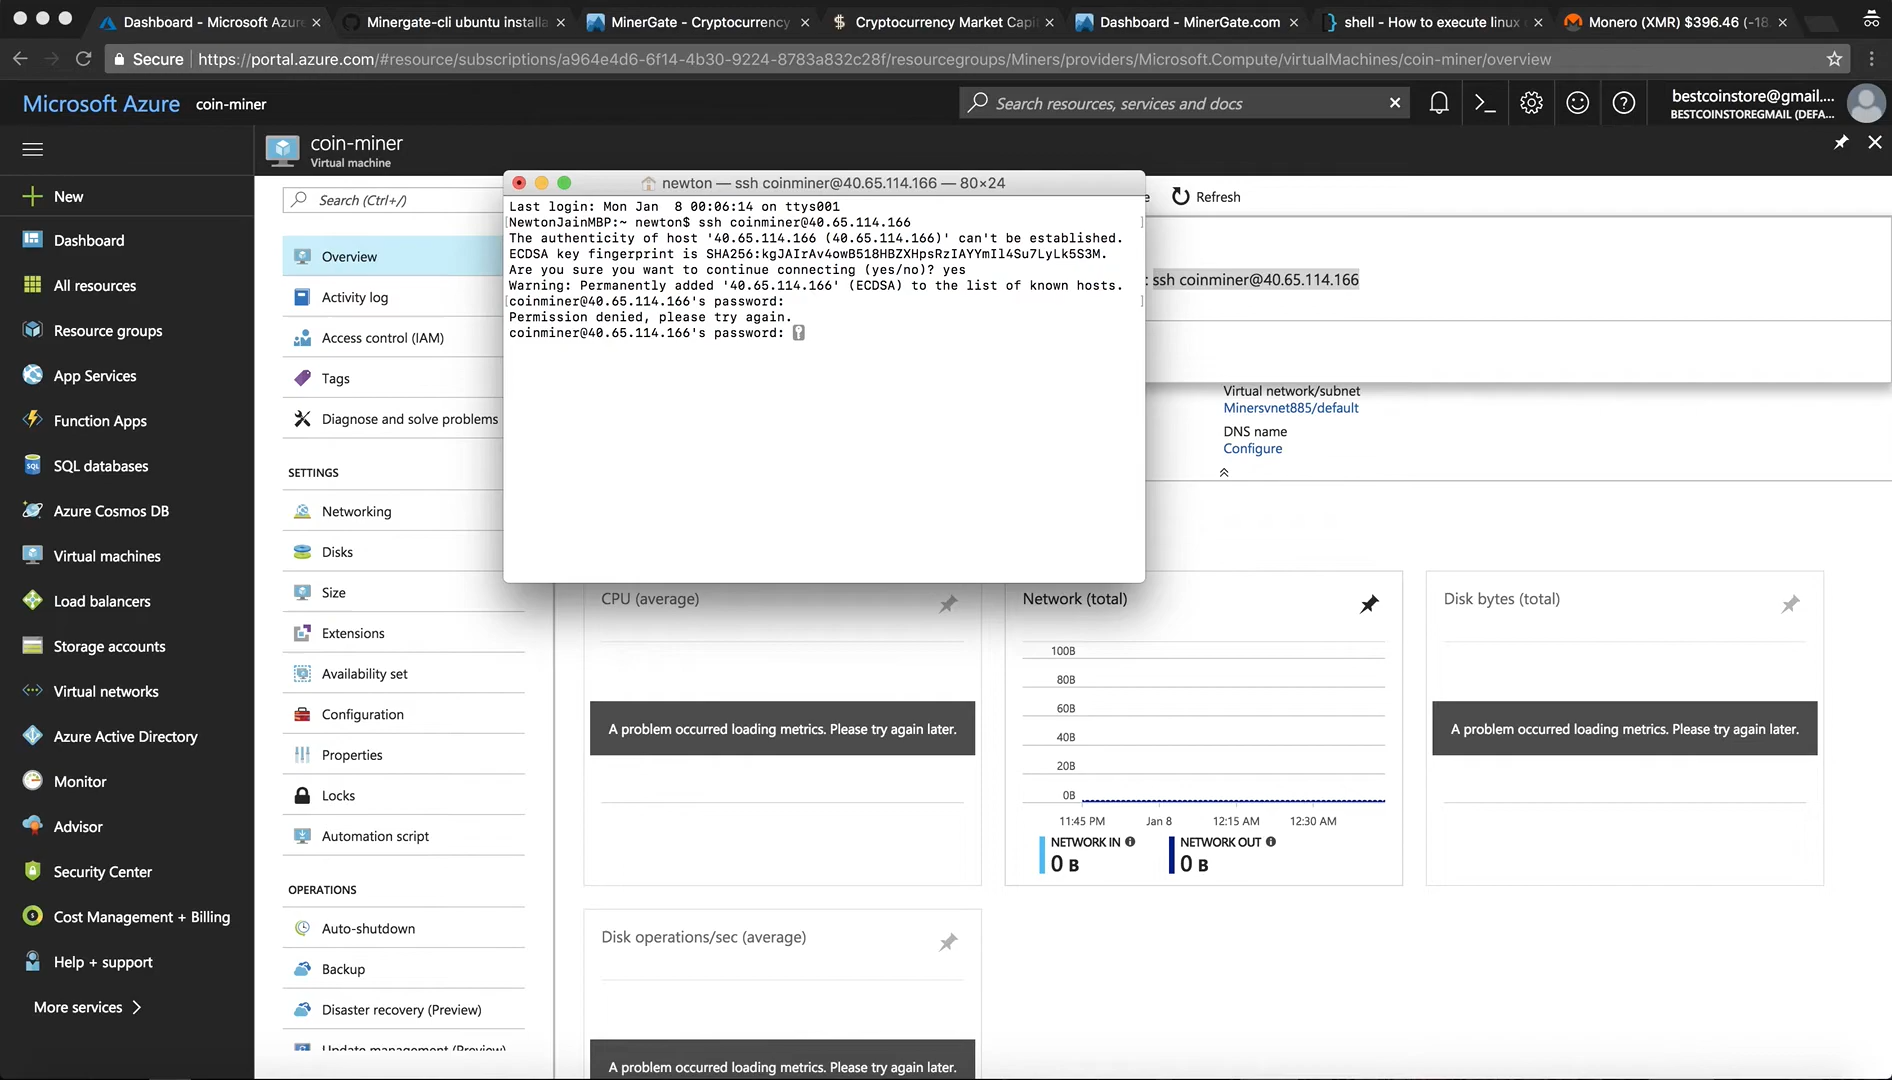 Dashboard - Microsoft Azure
Minergate-cli ubuntu installa
MinerGate - Cryptocurrency
Cryptocurrency Market Capi
Dashboard - MinerGate.com
shell - How to execute linux
Monero (XMR) $396.46 (-18.
Secure
https://portal.azure.com/#resource/subscriptions/a964e4d6-6f14-4b30-9224-8783a832c28f/resourcegroups/Miners/providers/Microsoft.Compute/virtualMachines/coin-miner/overview
Microsoft Azure
coin-miner
Search resources, services and docs
bestcoinstore@gmail....
BESTCOINSTOREGMAIL (DEFA...
coin-miner
Virtual machine
New
Dashboard
All resources
Resource groups
App Services
Function Apps
SQL databases
Azure Cosmos DB
Virtual machines
Load balancers
Storage accounts
Virtual networks
Azure Active Directory
Monitor
Advisor
Security Center
Cost Management + Billing
Help + support
More services
Search (Ctrl+/)
Overview
Activity log
Access control (IAM)
Tags
Diagnose and solve problems
SETTINGS
Networking
Disks
Size
Extensions
Availability set
Configuration
Properties
Locks
Automation script
OPERATIONS
Auto-shutdown
Backup
Disaster recovery (Preview)
Update management (Preview)
newton — ssh coinminer@40.65.114.166 — 80×24
Last login: Mon Jan  8 00:06:14 on ttys001
[NewtonJainMBP:~ newton$ ssh coinminer@40.65.114.166 ]
The authenticity of host '40.65.114.166 (40.65.114.166)' can't be established.
ECDSA key fingerprint is SHA256:kgJAIrAv4owB518HBZXHpsRzIAYYmIl4Su7LyLk5S3M.
Are you sure you want to continue connecting (yes/no)? yes
Warning: Permanently added '40.65.114.166' (ECDSA) to the list of known hosts.
[coinminer@40.65.114.166's password: ]
Permission denied, please try again.
coinminer@40.65.114.166's password:
e
Refresh
: ssh coinminer@40.65.114.166
Virtual network/subnet
Minersvnet885/default
DNS name
Configure
CPU (average)
A problem occurred loading metrics. Please try again later.
Network (total)
100B
80B
60B
40B
20B
0B
11:45 PM
Jan 8
12:15 AM
12:30 AM
NETWORK IN
0 B
NETWORK OUT
0 B
Disk bytes (total)
A problem occurred loading metrics. Please try again later.
Disk operations/sec (average)
A problem occurred loading metrics. Please try again later.